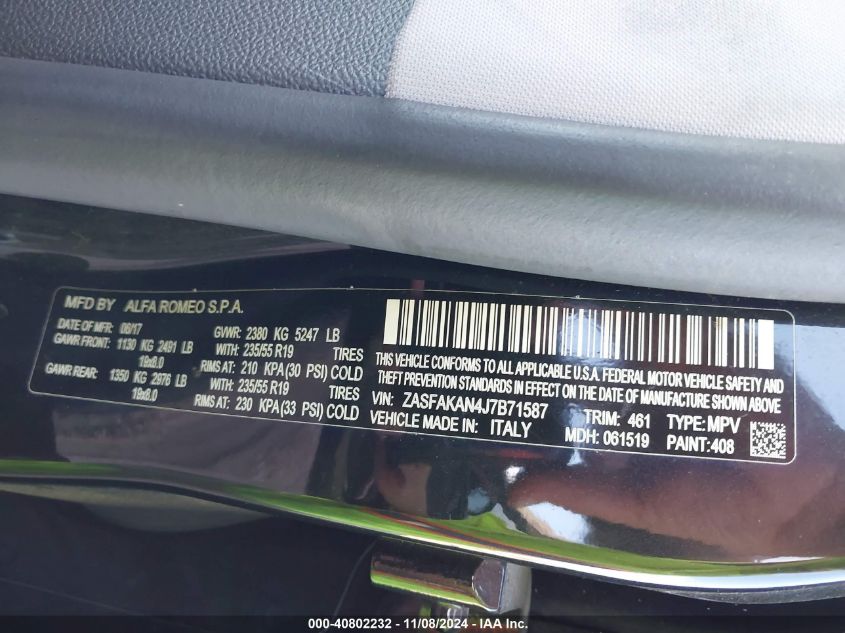 MFD BY ALFA ROMEO S.P.A.
DATE OF MFR: 06/17 GVWR: 2380 KG 5247 LB
GAWR FRONT: 1130 KG 2491 LB WITH: 235/55 R19 TIRES
19x8.0 RIMS AT: 210 KPA(30 PSI) COLD
GAWR REAR: 1350 KG 2976 LB WITH: 235/55 R19 TIRES
19x8.0 RIMS AT: 230 KPA(33 PSI) COLD
THIS VEHICLE CONFORMS TO ALL APPLICABLE U.S.A. FEDERAL MOTOR VEHICLE SAFETY AND
THEFT PREVENTION STANDARDS IN EFFECT ON THE DATE OF MANUFACTURE SHOWN ABOVE
VIN: ZASFAKAN4J7B71587 TRIM: 461 TYPE: MPV
VEHICLE MADE IN: ITALY MDH: 061519 PAINT: 408
000-40802232 - 11/08/2024 - IAA Inc.